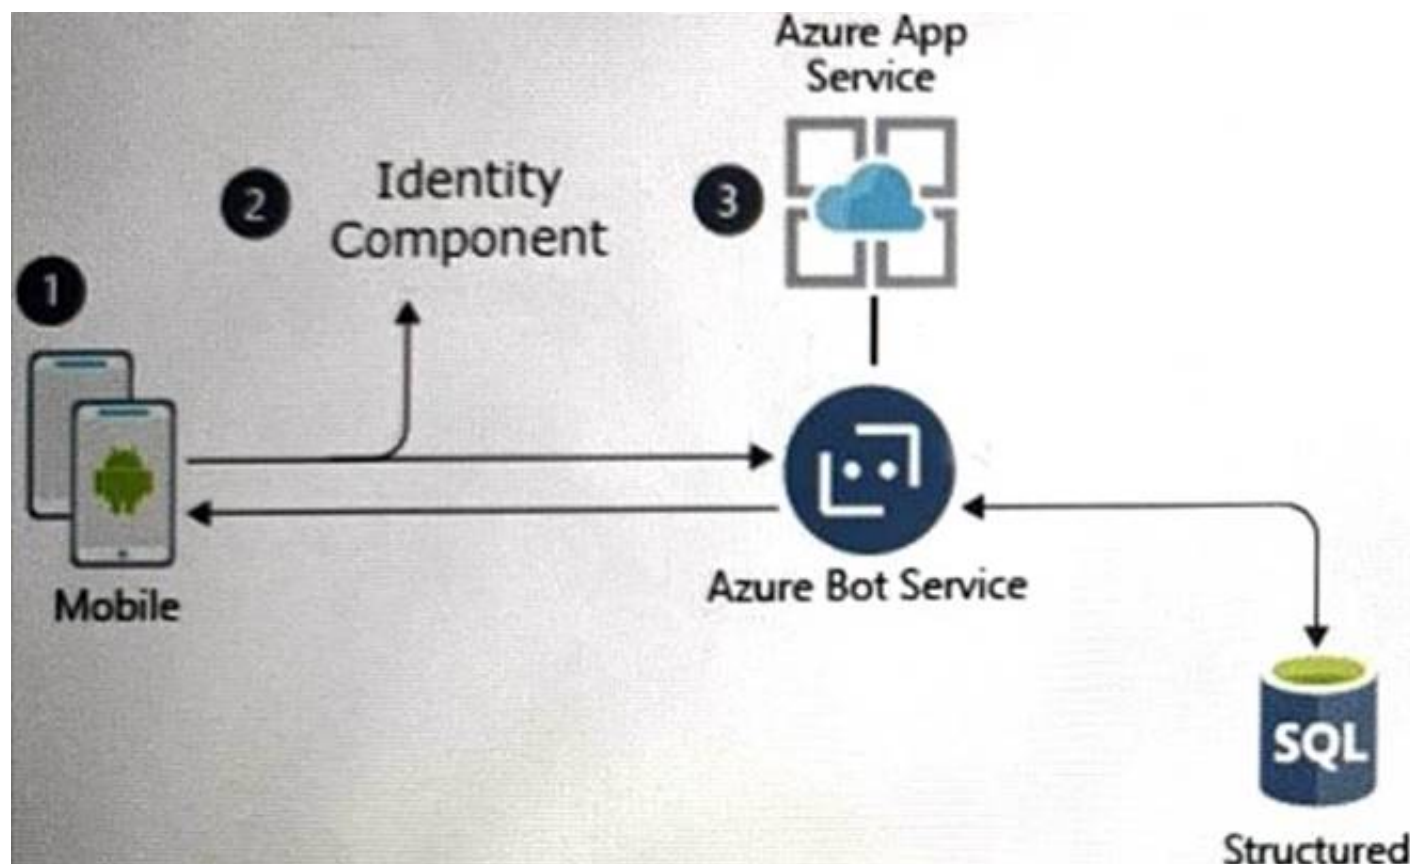 Azure App
Service
2
Identity
Component
3
1
Mobile
Azure Bot Service
SQL
Structured